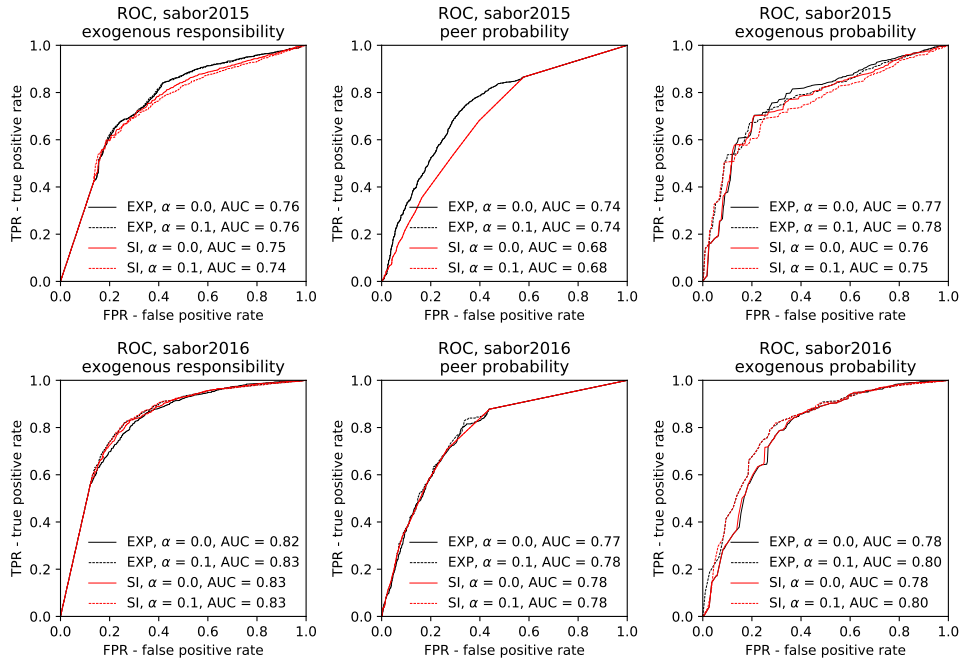 ROC, sabor2015
exogenous responsibility
TPR - true positive rate
1.0
0.8
0.6
0.4
0.2
0.0
EXP, α = 0.0, AUC = 0.76
EXP, α = 0.1, AUC = 0.76
SI, α = 0.0, AUC = 0.75
SI, α = 0.1, AUC = 0.74
0.0 0.2 0.4 0.6 0.8 1.0
FPR - false positive rate
ROC, sabor2015
peer probability
TPR - true positive rate
1.0
0.8
0.6
0.4
0.2
0.0
EXP, α = 0.0, AUC = 0.74
EXP, α = 0.1, AUC = 0.74
SI, α = 0.0, AUC = 0.68
SI, α = 0.1, AUC = 0.68
0.0 0.2 0.4 0.6 0.8 1.0
FPR - false positive rate
ROC, sabor2015
exogenous probability
TPR - true positive rate
1.0
0.8
0.6
0.4
0.2
0.0
EXP, α = 0.0, AUC = 0.77
EXP, α = 0.1, AUC = 0.78
SI, α = 0.0, AUC = 0.76
SI, α = 0.1, AUC = 0.75
0.0 0.2 0.4 0.6 0.8 1.0
FPR - false positive rate
ROC, sabor2016
exogenous responsibility
TPR - true positive rate
1.0
0.8
0.6
0.4
0.2
0.0
EXP, α = 0.0, AUC = 0.82
EXP, α = 0.1, AUC = 0.83
SI, α = 0.0, AUC = 0.83
SI, α = 0.1, AUC = 0.83
0.0 0.2 0.4 0.6 0.8 1.0
FPR - false positive rate
ROC, sabor2016
peer probability
TPR - true positive rate
1.0
0.8
0.6
0.4
0.2
0.0
EXP, α = 0.0, AUC = 0.77
EXP, α = 0.1, AUC = 0.78
SI, α = 0.0, AUC = 0.78
SI, α = 0.1, AUC = 0.78
0.0 0.2 0.4 0.6 0.8 1.0
FPR - false positive rate
ROC, sabor2016
exogenous probability
TPR - true positive rate
1.0
0.8
0.6
0.4
0.2
0.0
EXP, α = 0.0, AUC = 0.78
EXP, α = 0.1, AUC = 0.80
SI, α = 0.0, AUC = 0.78
SI, α = 0.1, AUC = 0.80
0.0 0.2 0.4 0.6 0.8 1.0
FPR - false positive rate